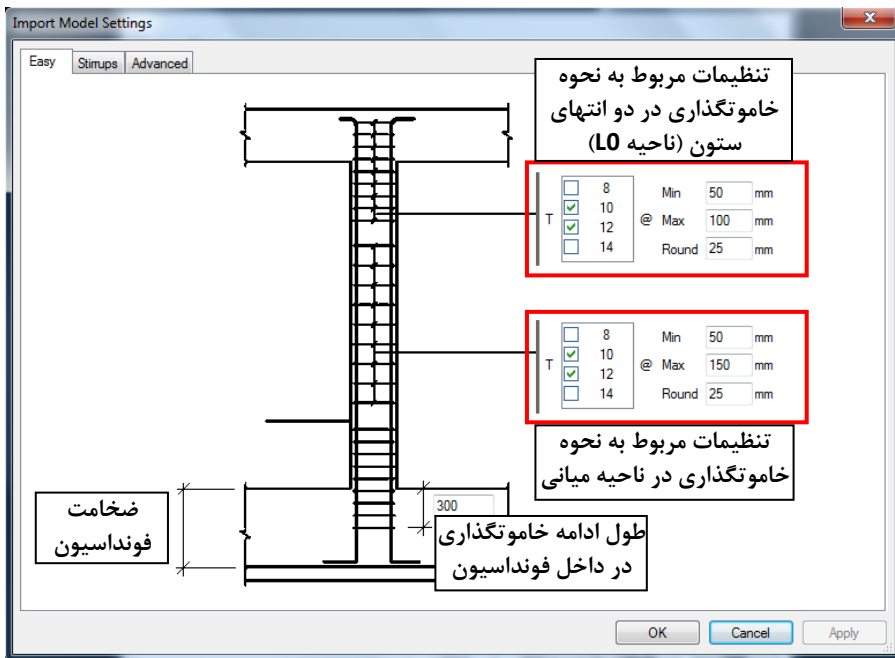 Import Model Settings
Easy Stirrups Advanced
تنظیمات مربوط به نحوه
خاموتگذاری در دو انتهای
ستون (ناحیه L0)
8
10
12
14
T
@
Min 50 mm
Max 100 mm
Round 25 mm
8
10
12
14
T
@
Min 50 mm
Max 150 mm
Round 25 mm
تنظیمات مربوط به نحوه
خاموتگذاری در ناحیه میانی
300
ضخامت
فونداسیون
طول ادامه خاموتگذاری
در داخل فونداسیون
OK Cancel Apply